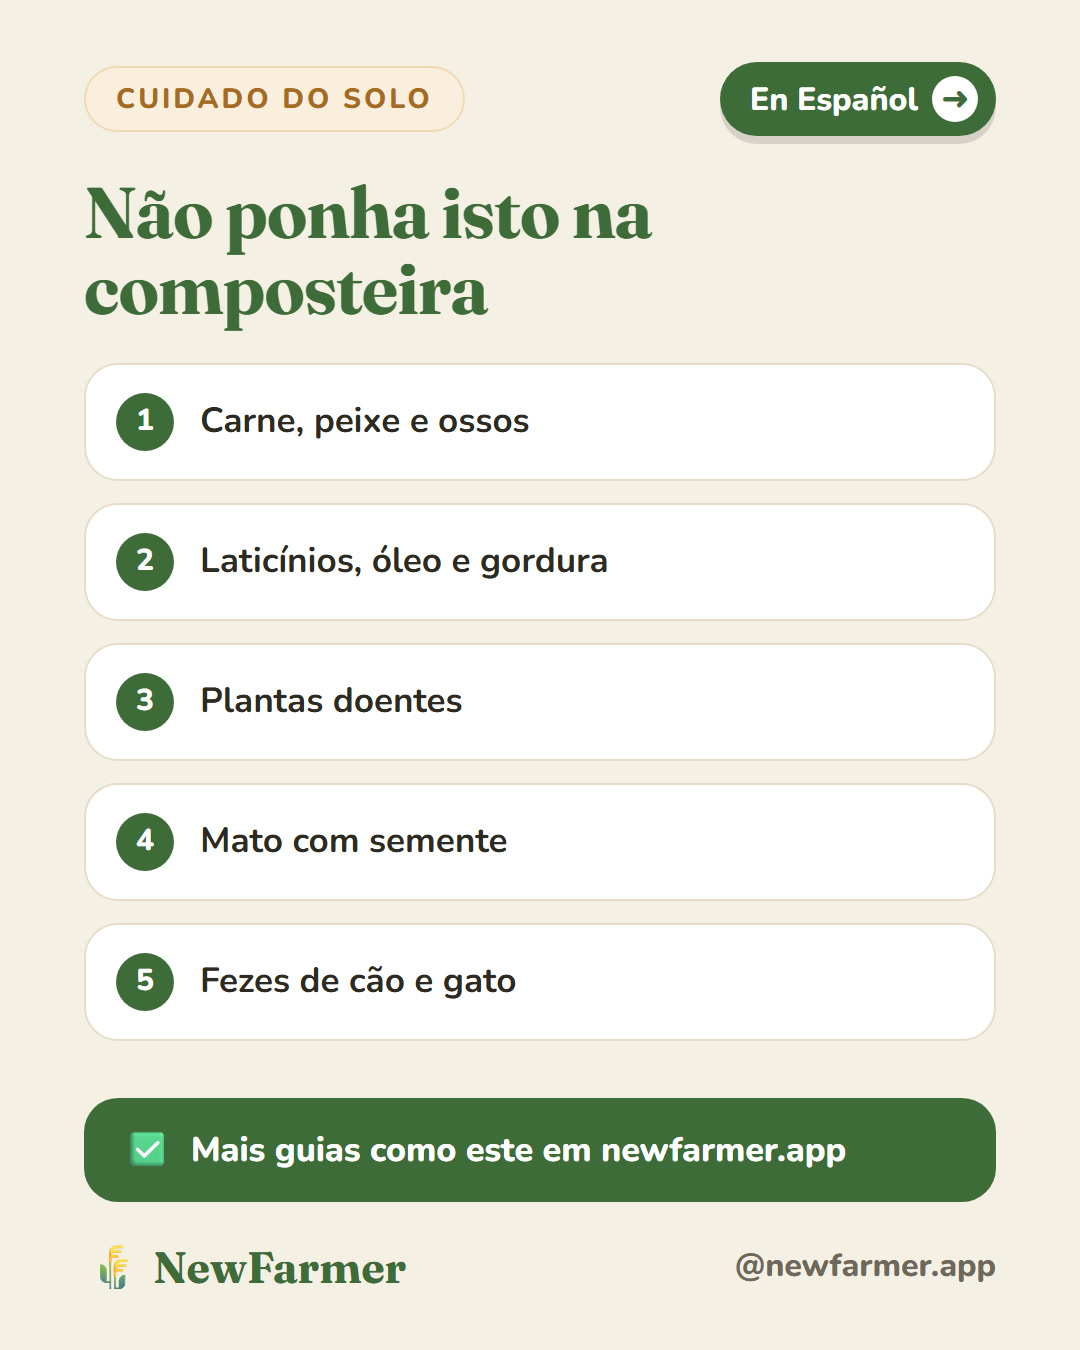 CUIDADO DO SOLO
En Español
Não ponha isto na
composteira
1 Carne, peixe e ossos
2 Laticínios, óleo e gordura
3 Plantas doentes
4 Mato com semente
5 Fezes de cão e gato
Mais guias como este em newfarmer.app
NewFarmer
@newfarmer.app